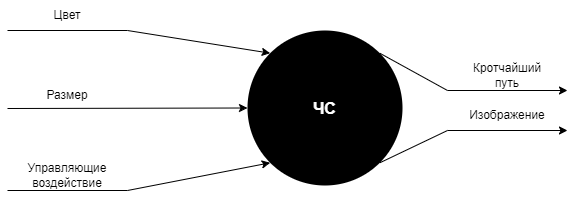 Цвет
Размер
Управляющие
воздействие
ЧС
Кротчайший
путь
Изображение